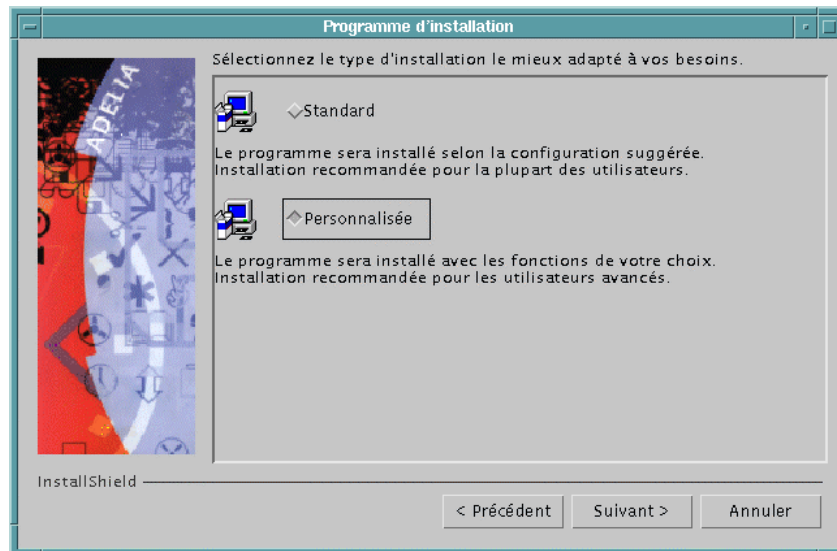 Programme d'installation
Sélectionnez le type d'installation le mieux adapté à vos besoins.
ADELIA
Standard
Le programme sera installé selon la configuration suggérée.
Installation recommandée pour la plupart des utilisateurs.
Personnalisée
Le programme sera installé avec les fonctions de votre choix.
Installation recommandée pour les utilisateurs avancés.
InstallShield
< Précédent
Suivant >
Annuler